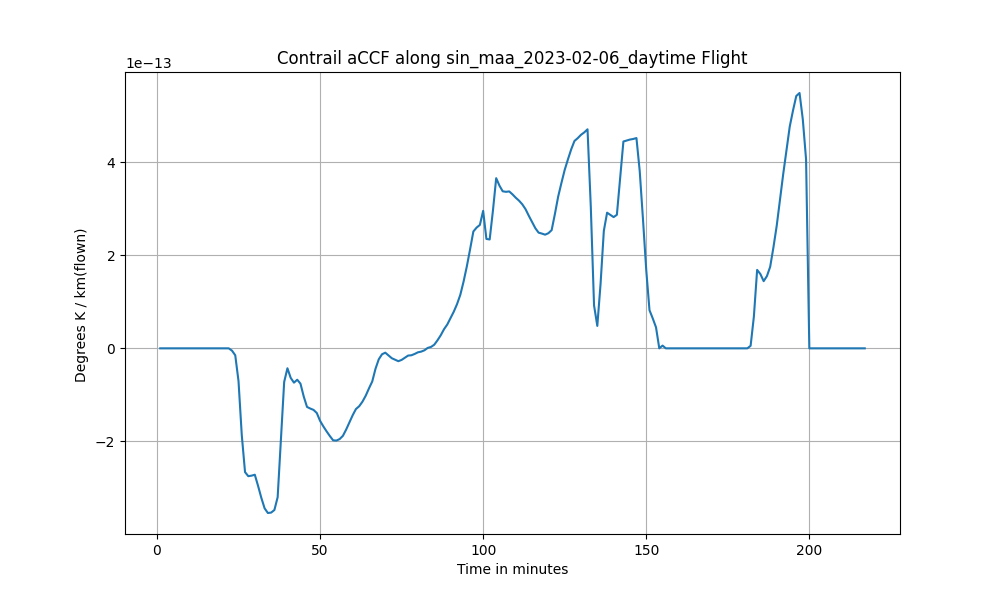 Contrail aCCF along sin_maa_2023-02-06_daytime Flight
1e−13
4
2
0
−2
Degrees K / km(flown)
0 50 100 150 200
Time in minutes